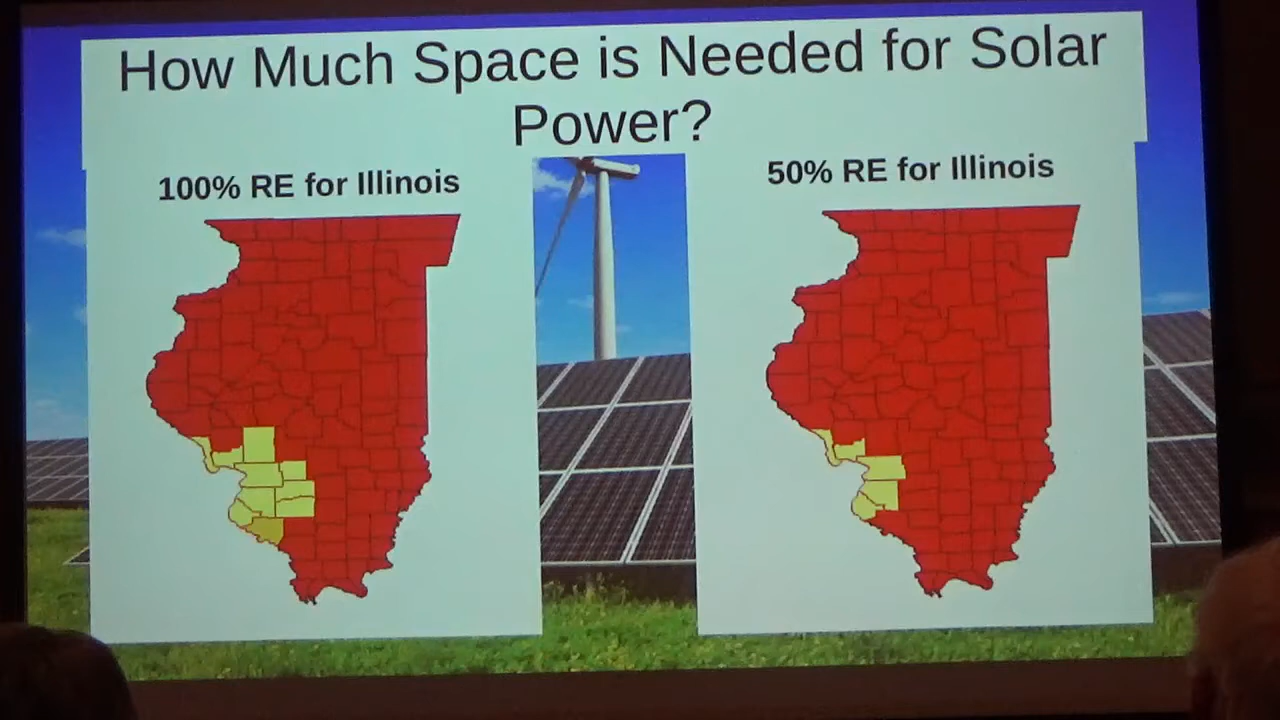 How Much Space is Needed for Solar
Power?
100% RE for Illinois
50% RE for Illinois